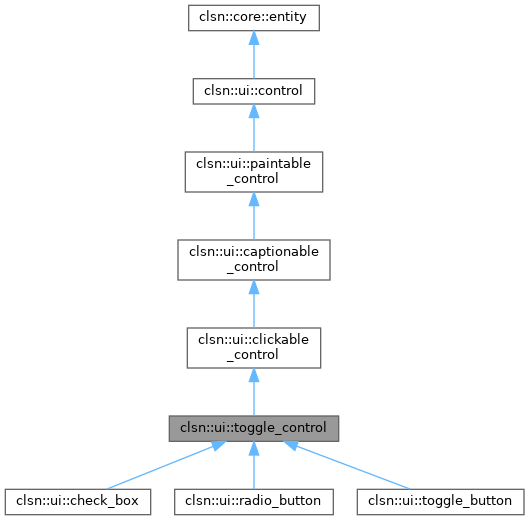 clsn::core::entity
clsn::ui::control
clsn::ui::paintable
_control
clsn::ui::captionable
_control
clsn::ui::clickable
_control
clsn::ui::toggle_control
clsn::ui::check_box
clsn::ui::radio_button
clsn::ui::toggle_button